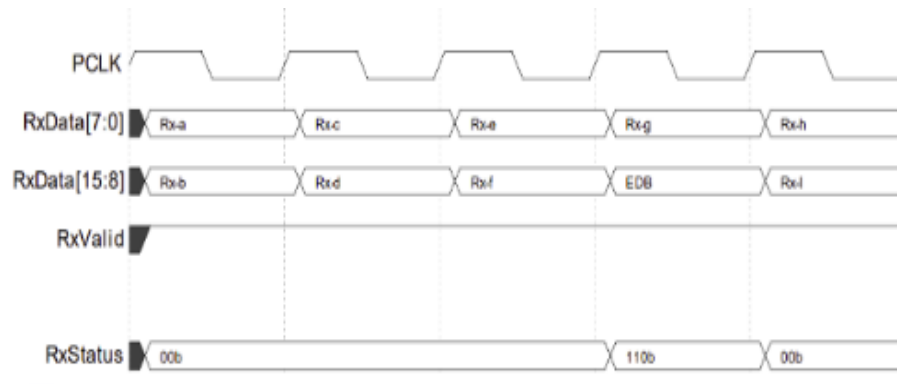 PCLK
RxData[7:0] Rx-a Rx-c Rx-e Rx-g Rx-h
RxData[15:8] Rx-b Rx-d Rx-f EDB Rx-I
RxValid
RxStatus 00b 110b 00b